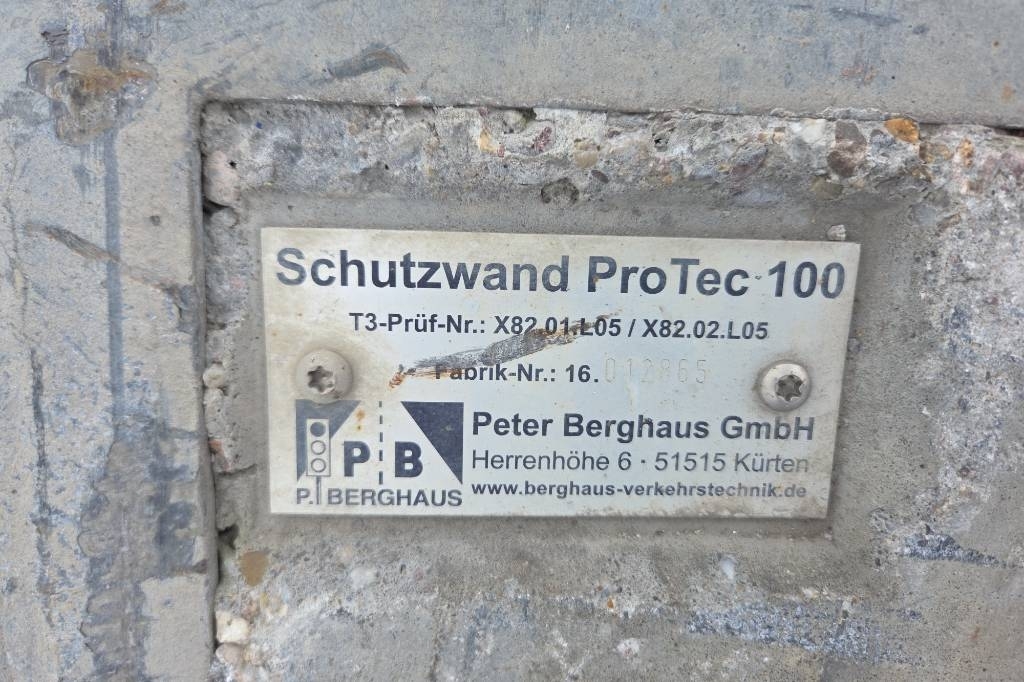 Schutzwand ProTec 100
T3-Prüf-Nr.: X82.01.L05 / X82.02.L05
Fabrik-Nr.: 16. 012865
P B
P. BERGHAUS
Peter Berghaus GmbH
Herrenhöhe 6 · 51515 Kürten
www.berghaus-verkehrstechnik.de